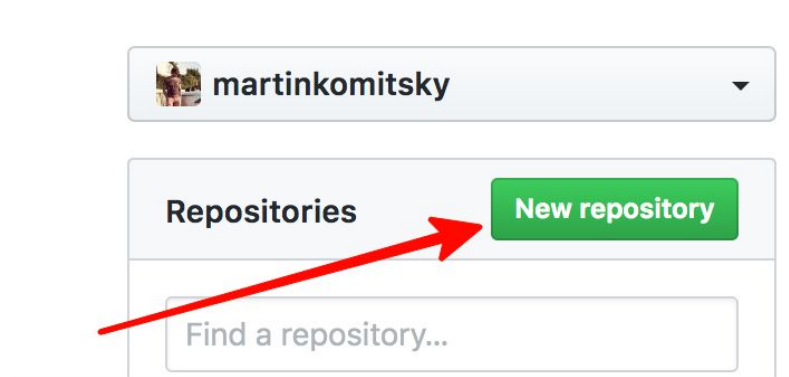 martinkomitsky
Repositories
New repository
Find a repository...